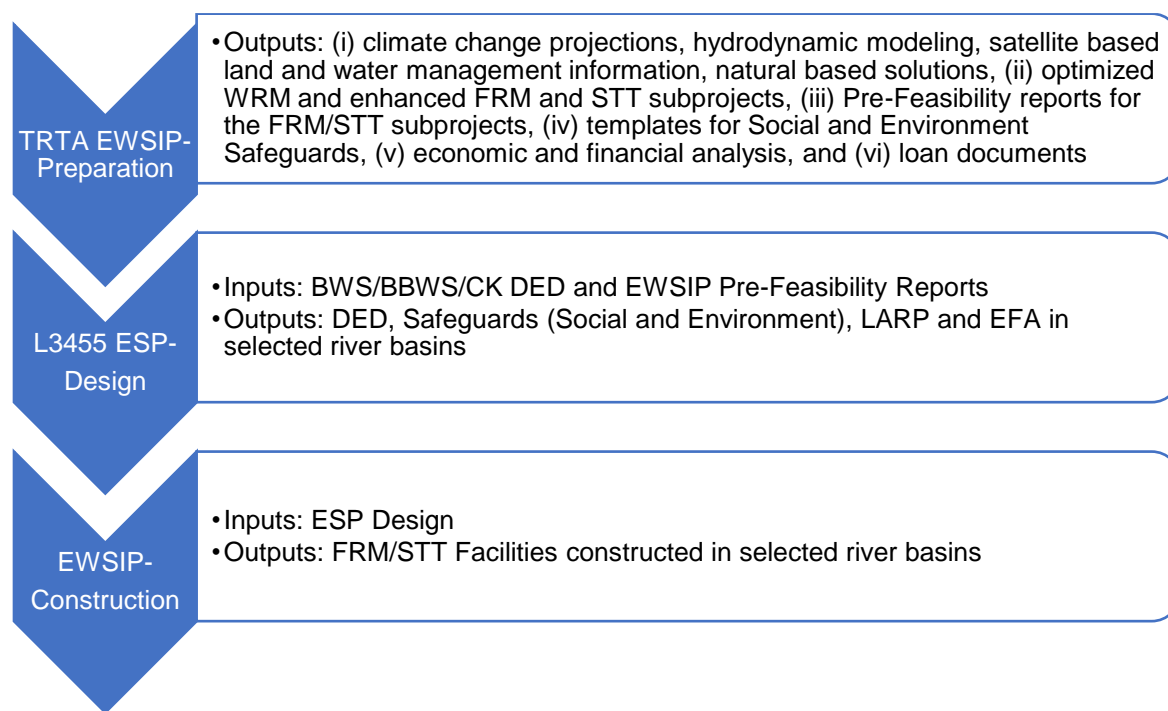 TRTA EWSIP-
Preparation
•Outputs: (i) climate change projections, hydrodynamic modeling, satellite based
land and water management information, natural based solutions, (ii) optimized
WRM and enhanced FRM and STT subprojects, (iii) Pre-Feasibility reports for
the FRM/STT subprojects, (iv) templates for Social and Environment
Safeguards, (v) economic and financial analysis, and (vi) loan documents
L3455 ESP-
Design
•Inputs: BWS/BBWS/CK DED and EWSIP Pre-Feasibility Reports
•Outputs: DED, Safeguards (Social and Environment), LARP and EFA in
selected river basins
EWSIP-
Construction
•Inputs: ESP Design
•Outputs: FRM/STT Facilities constructed in selected river basins